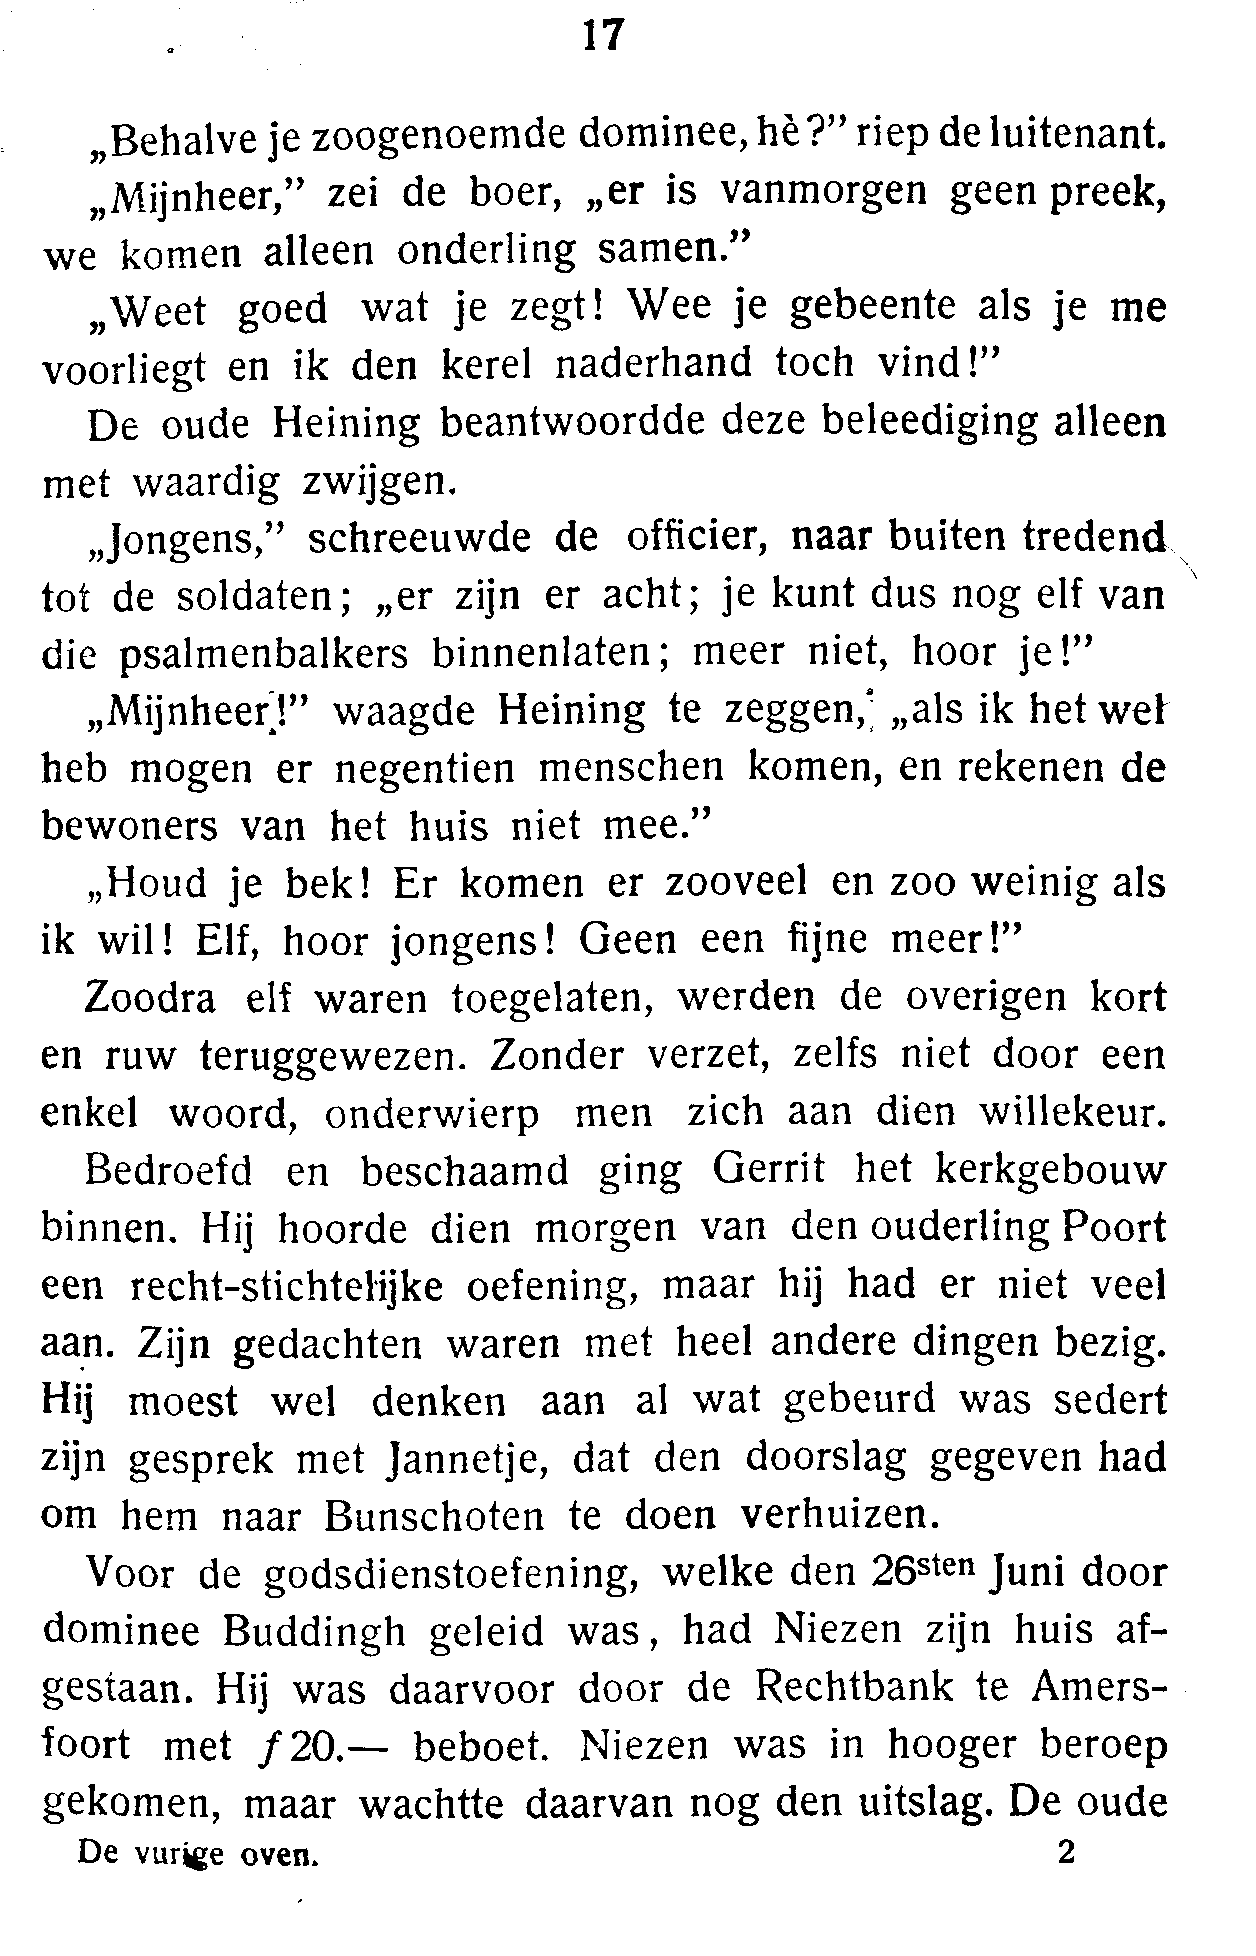 17
„Behalve je zoogenoemde dominee, hè?” riep de luitenant.
„Mijnheer,” zei de boer, „er is vanmorgen geen preek,
we komen alleen onderling samen.”
„Weet goed wat je zegt! Wee je gebeente als je me
voorliegt en ik den kerel naderhand toch vind!”
De oude Heining beantwoordde deze beleediging alleen
met waardig zwijgen.
„Jongens,” schreeuwde de officier, naar buiten tredend
tot de soldaten; „er zijn er acht; je kunt dus nog elf van
die psalmenbalkers binnenlaten; meer niet, hoor je!”
„Mijnheer!” waagde Heining te zeggen, „als ik het wel
heb mogen er negentien menschen komen, en rekenen de
bewoners van het huis niet mee.”
„Houd je bek! Er komen er zooveel en zoo weinig als
ik wil! Elf, hoor jongens! Geen een fijne meer!”
Zoodra elf waren toegelaten, werden de overigen kort
en ruw teruggewezen. Zonder verzet, zelfs niet door een
enkel woord, onderwierp men zich aan dien willekeur.
Bedroefd en beschaamd ging Gerrit het kerkgebouw
binnen. Hij hoorde dien morgen van den ouderling Poort
een recht-stichtelijke oefening, maar hij had er niet veel
aan. Zijn gedachten waren met heel andere dingen bezig.
Hij moest wel denken aan al wat gebeurd was sedert
zijn gesprek met Jannetje, dat den doorslag gegeven had
om hem naar Bunschoten te doen verhuizen.
Voor de godsdienstoefening, welke den 26sten Juni door
dominee Buddingh geleid was, had Niezen zijn huis af-
gestaan. Hij was daarvoor door de Rechtbank te Amers-
foort met ƒ 20.— beboet. Niezen was in hooger beroep
gekomen, maar wachtte daarvan nog den uitslag. De oude
De vurige oven. 2